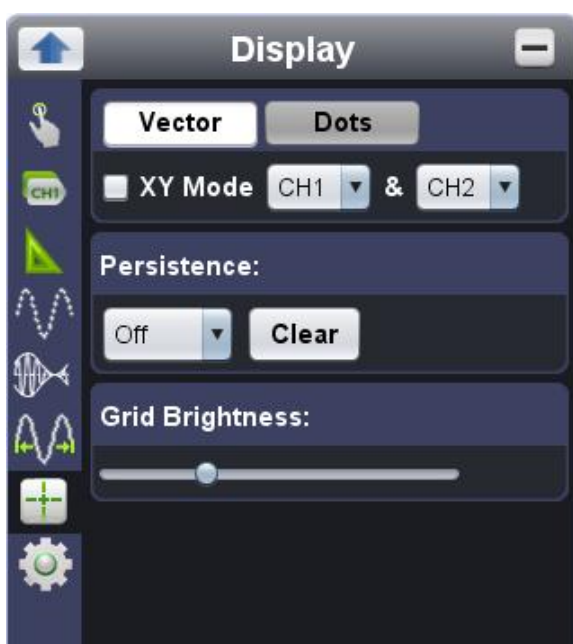 Display
Vector Dots
CH1
XY Mode CH1 & CH2
Persistence:
Off Clear
Grid Brightness: